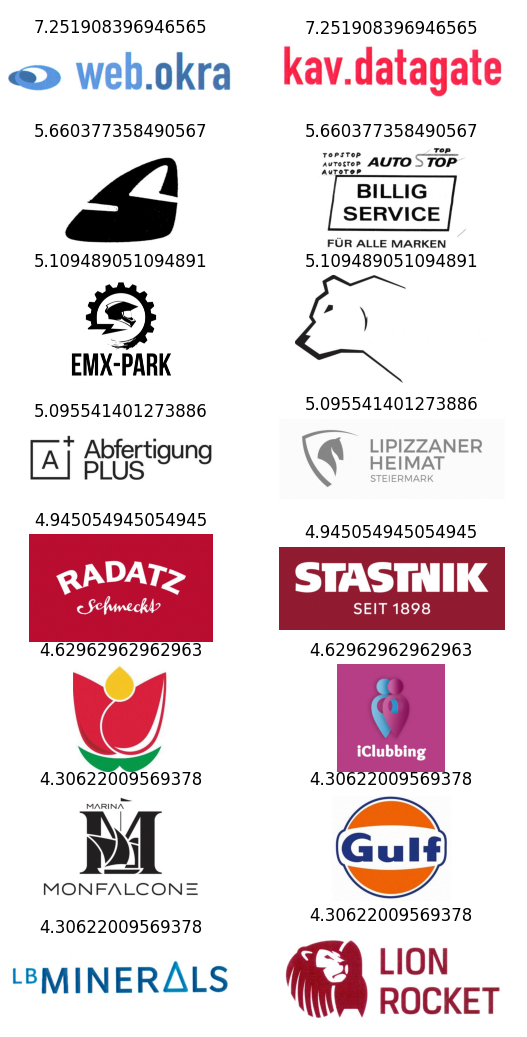 7.251908396946565
7.251908396946565
web.okra
kav.datagate
5.660377358490567
5.660377358490567
TOPSTOP
AUTOSTOP
AUTOTOP
AUTO STOP
TOP
BILLIG
SERVICE
FÜR ALLE MARKEN
5.109489051094891
5.109489051094891
EMX-PARK
5.095541401273886
5.095541401273886
A+
Abfertigung
PLUS
LIPIZZANER
HEIMAT
STEIERMARK
4.945054945054945
4.945054945054945
RADATZ
Schmeckt
STASTNIK
SEIT 1898
4.62962962962963
4.62962962962963
iClubbing
4.30622009569378
4.30622009569378
MARINA
M
MONFALCONE
Gulf
4.30622009569378
4.30622009569378
LB MINERALS
LION
ROCKET